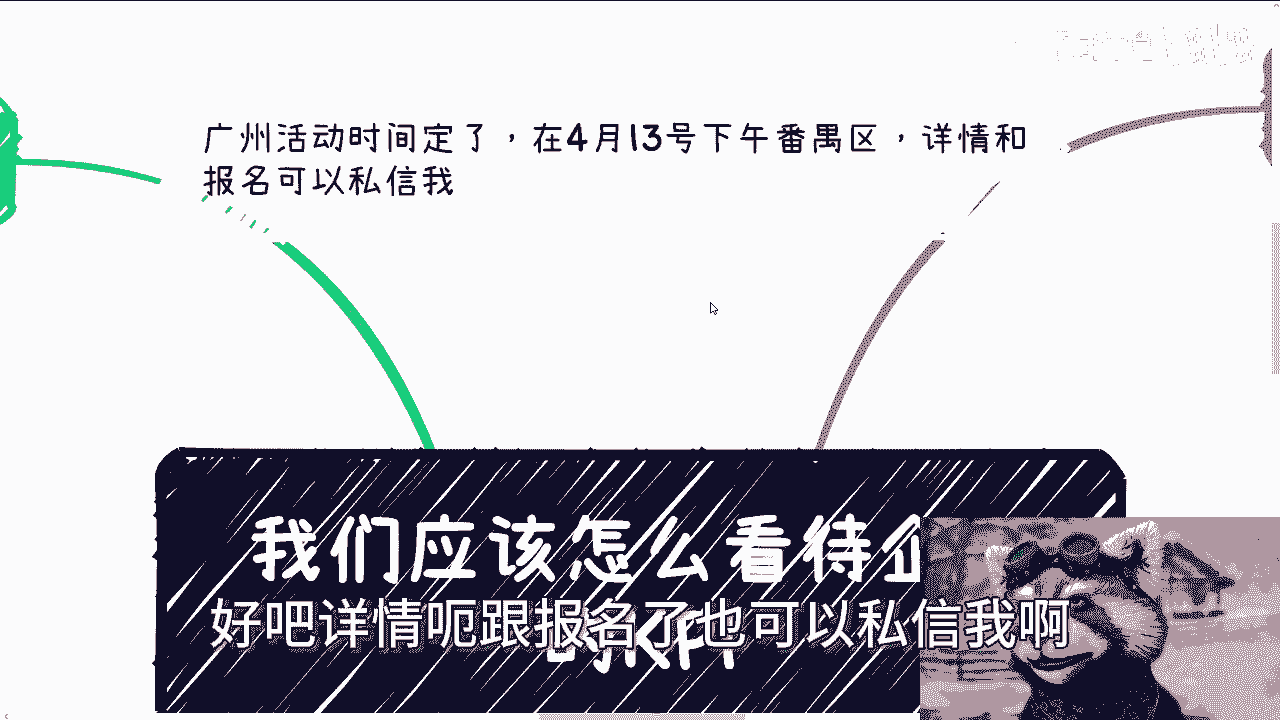 广州活动时间定了，在4月13号下午番禺区，详情和
报名可以私信我
我们应该怎么看待
好吧详情呃跟报名了也可以私信我啊